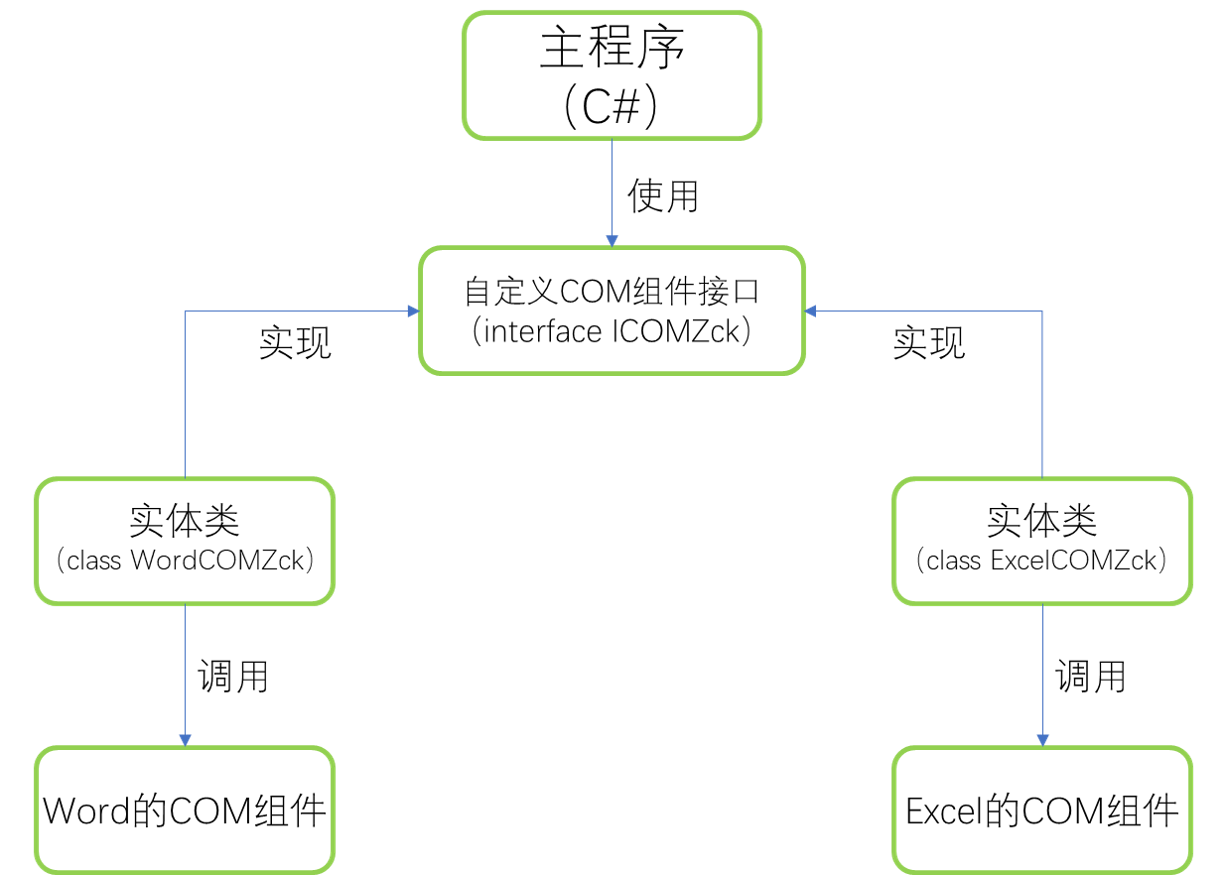 主程序
（C#）
使用
自定义COM组件接口
（interface ICOMZck）
实现
实现
实体类
（class WordCOMZck）
实体类
（class ExcelCOMZck）
调用
调用
Word的COM组件
Excel的COM组件